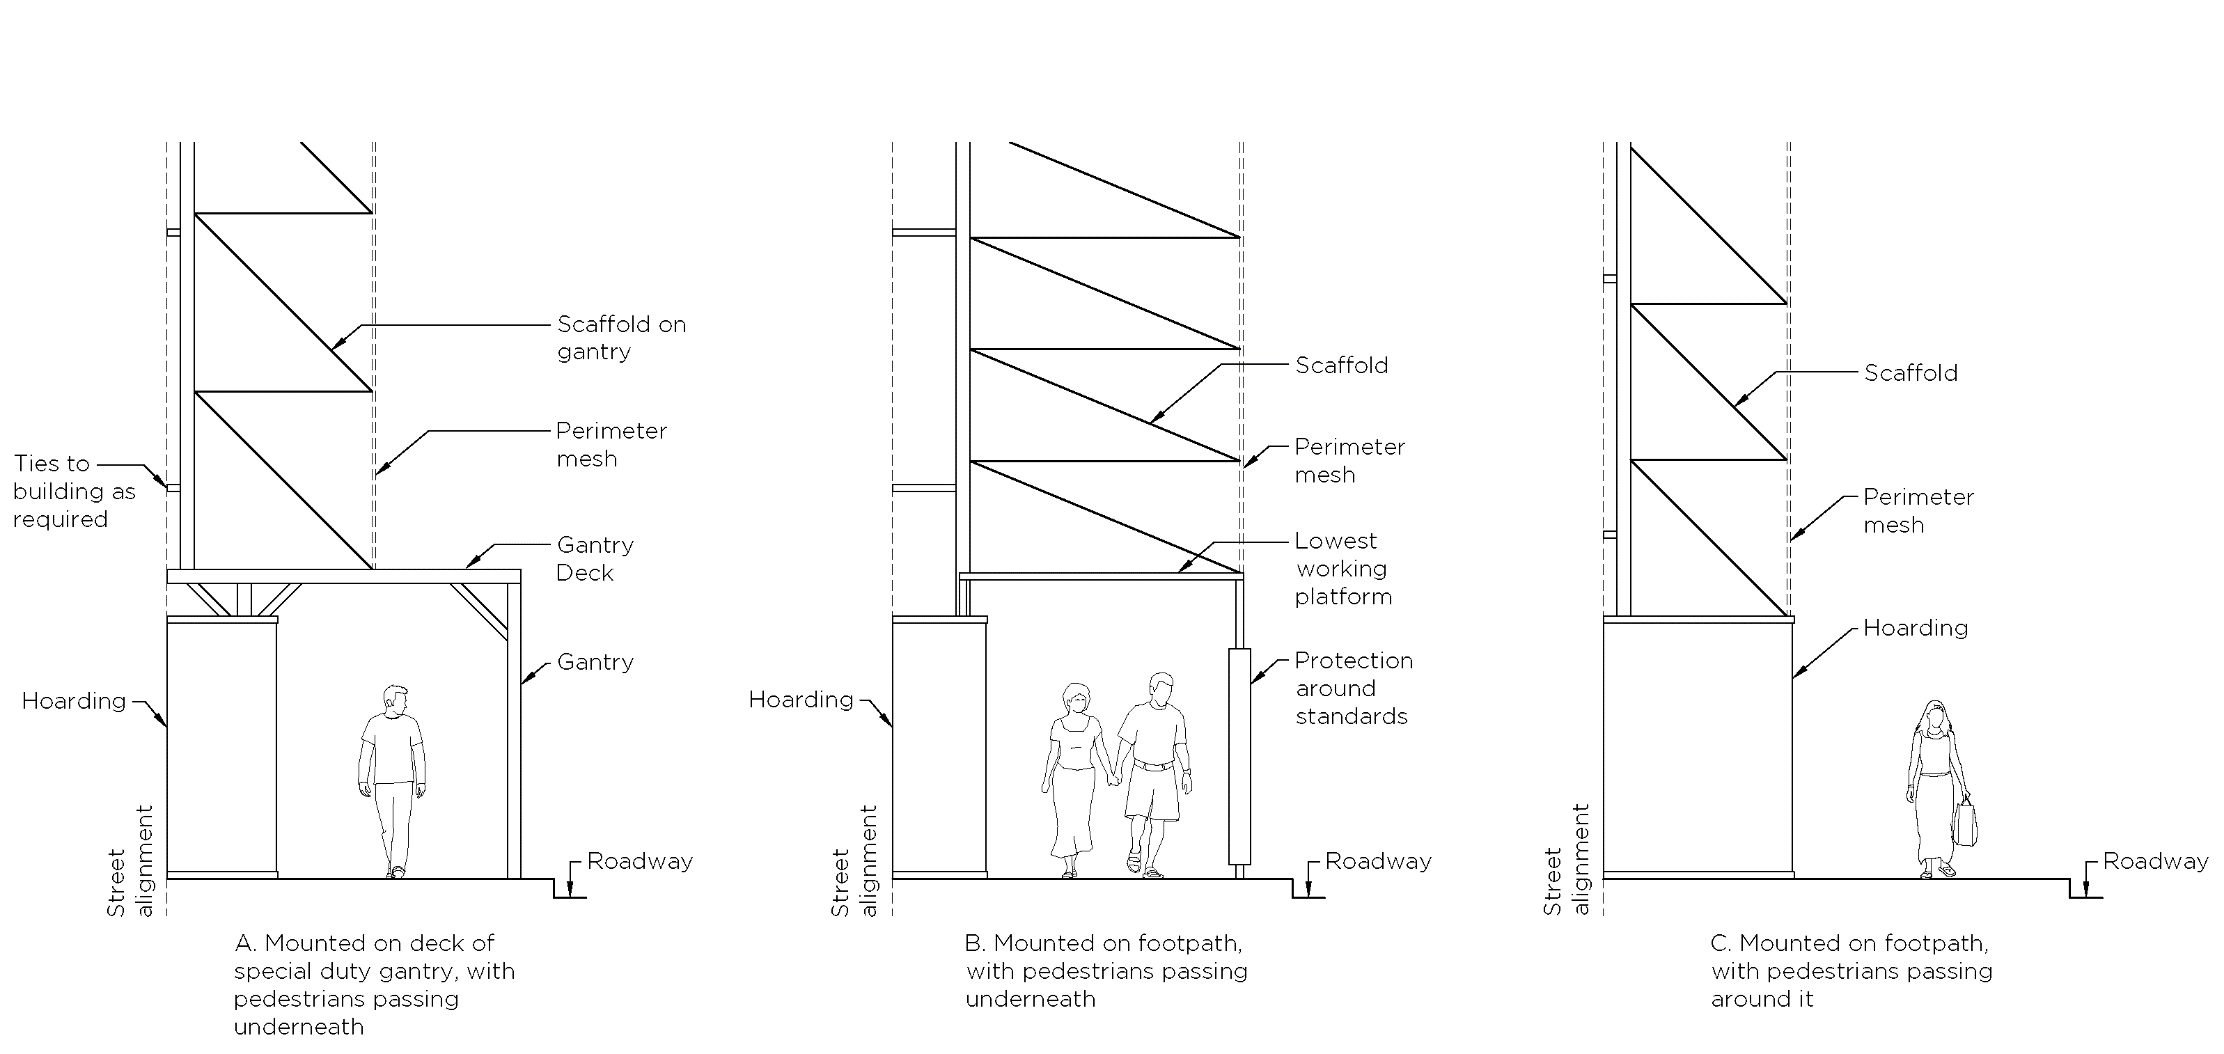 Scaffold on
gantry
Perimeter
mesh
Ties to
building as
required
Gantry
Deck
Gantry
Hoarding
Roadway
Street
alignment
A. Mounted on deck of
special duty gantry, with
pedestrians passing
underneath
Scaffold
Perimeter
mesh
Lowest
working
platform
Protection
around
standards
Hoarding
Roadway
Street
alignment
B. Mounted on footpath,
with pedestrians passing
underneath
Scaffold
Perimeter
mesh
Hoarding
Roadway
Street
alignment
C. Mounted on footpath,
with pedestrians passing
around it